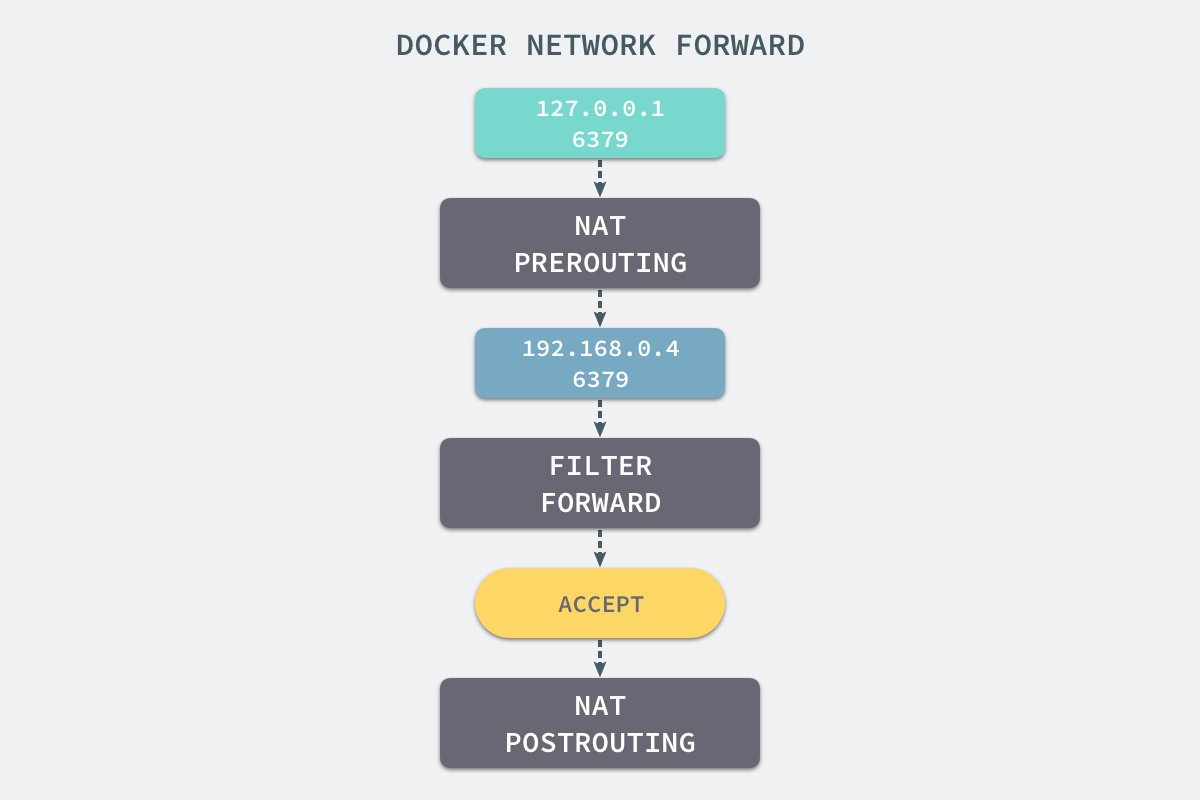 DOCKER NETWORK FORWARD
127.0.0.1
6379
NAT
PREROUTING
192.168.0.4
6379
FILTER
FORWARD
ACCEPT
NAT
POSTROUTING